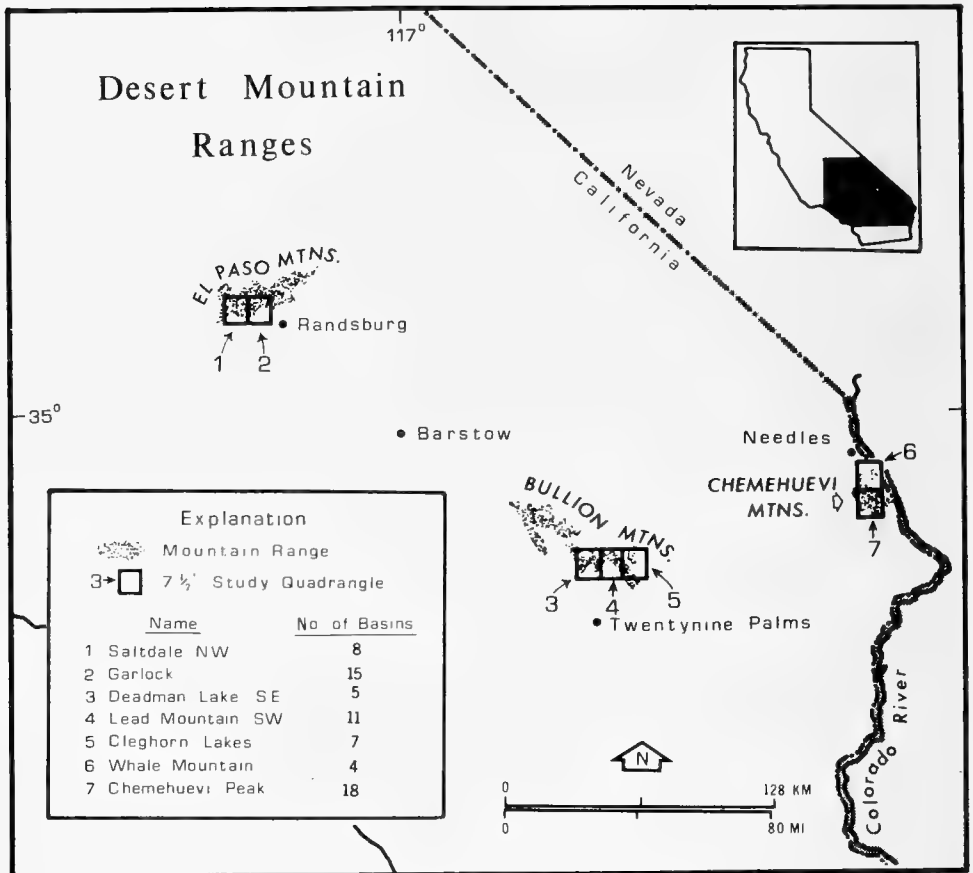 117°
Desert Mountain
Ranges
Nevada
California
EL PASO MTNS.
Randsburg
1
2
35°
Barstow
Needles
6
CHEMEHUEVI
MTNS.
7
BULLION MTNS.
3
4
5
Twentynine Palms
Explanation
Mountain Range
3→ 7 ½' Study Quadrangle
Name No of Basins
1 Saltdale NW 8
2 Garlock 15
3 Deadman Lake SE 5
4 Lead Mountain SW 11
5 Cleghorn Lakes 7
6 Whale Mountain 4
7 Chemehuevi Peak 18
N
0 128 KM
0 80 MI
Colorado River